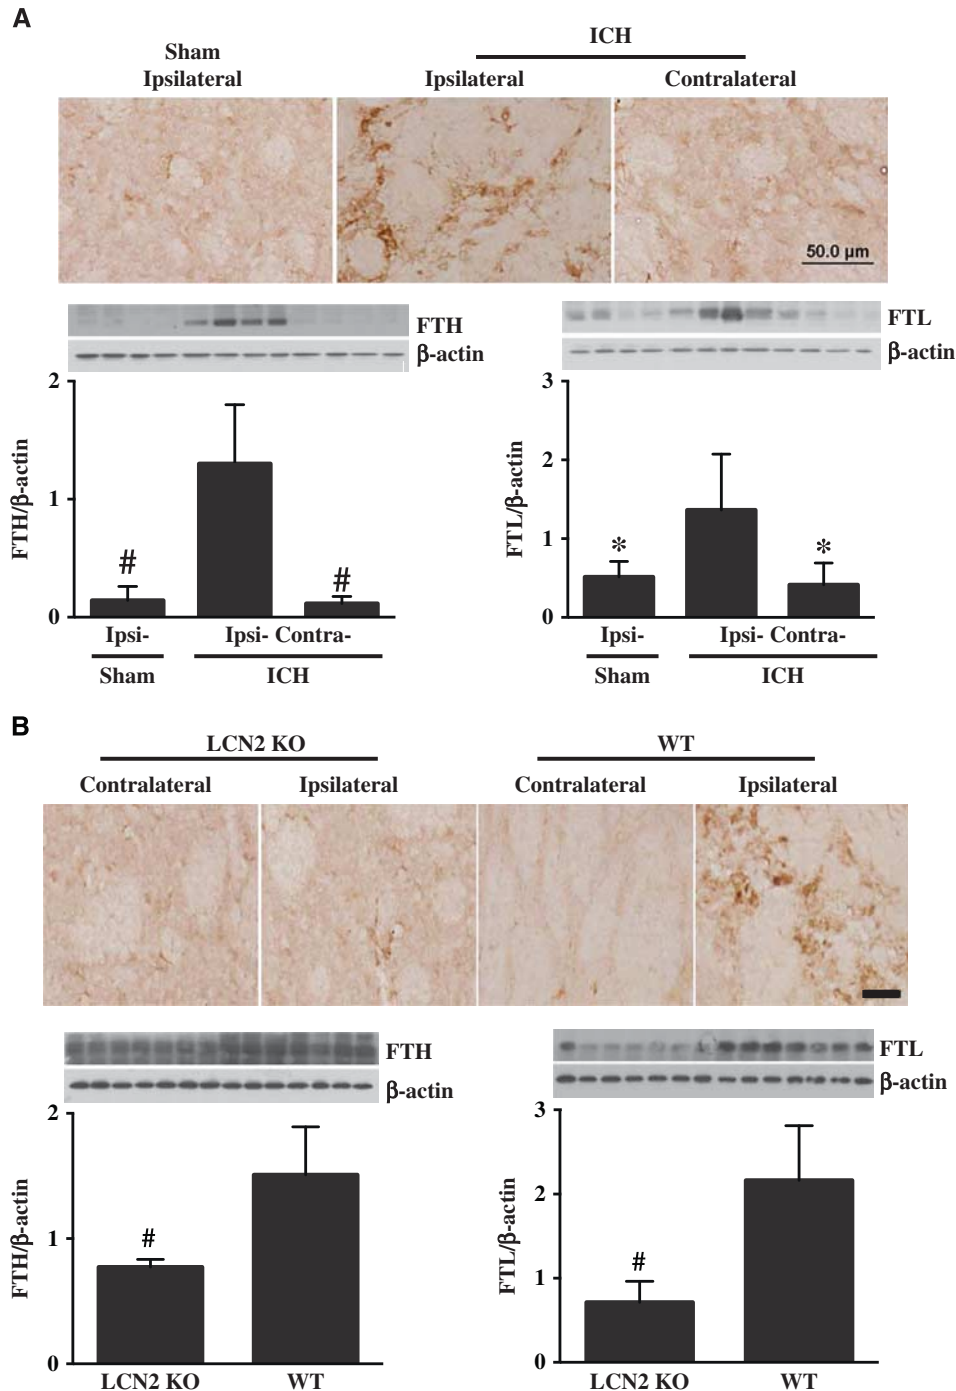 A
ICH
Sham
Ipsilateral
Ipsilateral
Contralateral
50.0 µm
FTH
β-actin
FTL
β-actin
2
1
0
FTH/β-actin
#
#
Ipsi-
Ipsi- Contra-
Sham
ICH
3
2
1
0
FTL/β-actin
*
*
Ipsi-
Ipsi- Contra-
Sham
ICH
B
LCN2 KO
WT
Contralateral
Ipsilateral
Contralateral
Ipsilateral
FTH
β-actin
FTL
β-actin
2
1
0
FTH/β-actin
#
LCN2 KO
WT
3
2
1
0
FTL/β-actin
#
LCN2 KO
WT